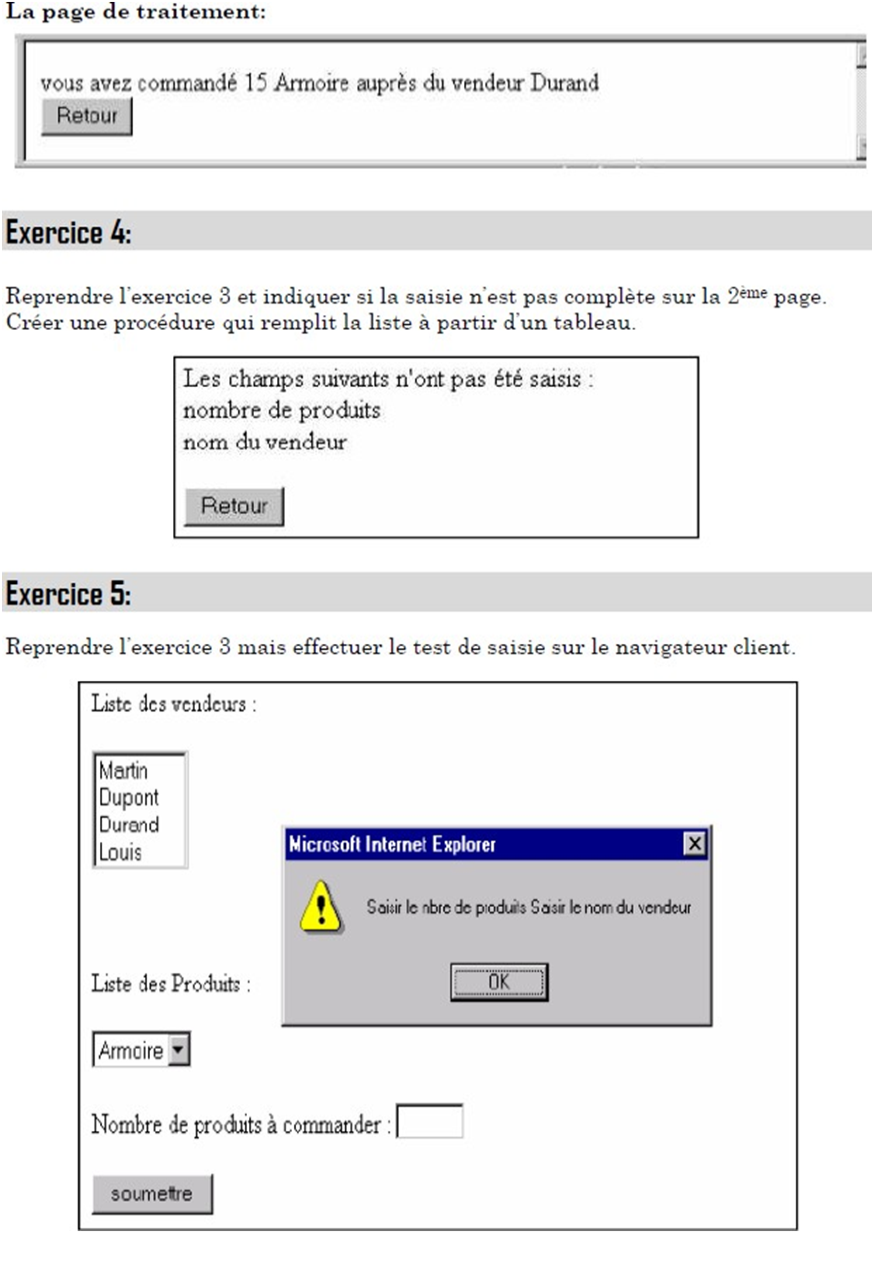 La page de traitement:
vous avez commandé 15 Armoire auprès du vendeur Durand
Retour
Exercice 4:
Reprendre l'exercice 3 et indiquer si la saisie n'est pas complète sur la 2ème page.
Créer une procédure qui remplit la liste à partir d'un tableau.
Les champs suivants n'ont pas été saisis :
nombre de produits
nom du vendeur
Retour
Exercice 5:
Reprendre l'exercice 3 mais effectuer le test de saisie sur le navigateur client.
Liste des vendeurs :
Martin
Dupont
Durand
Louis
Microsoft Internet Explorer
Saisir le nbre de produits Saisir le nom du vendeur
OK
Liste des Produits :
Armoire
Nombre de produits à commander :
soumettre